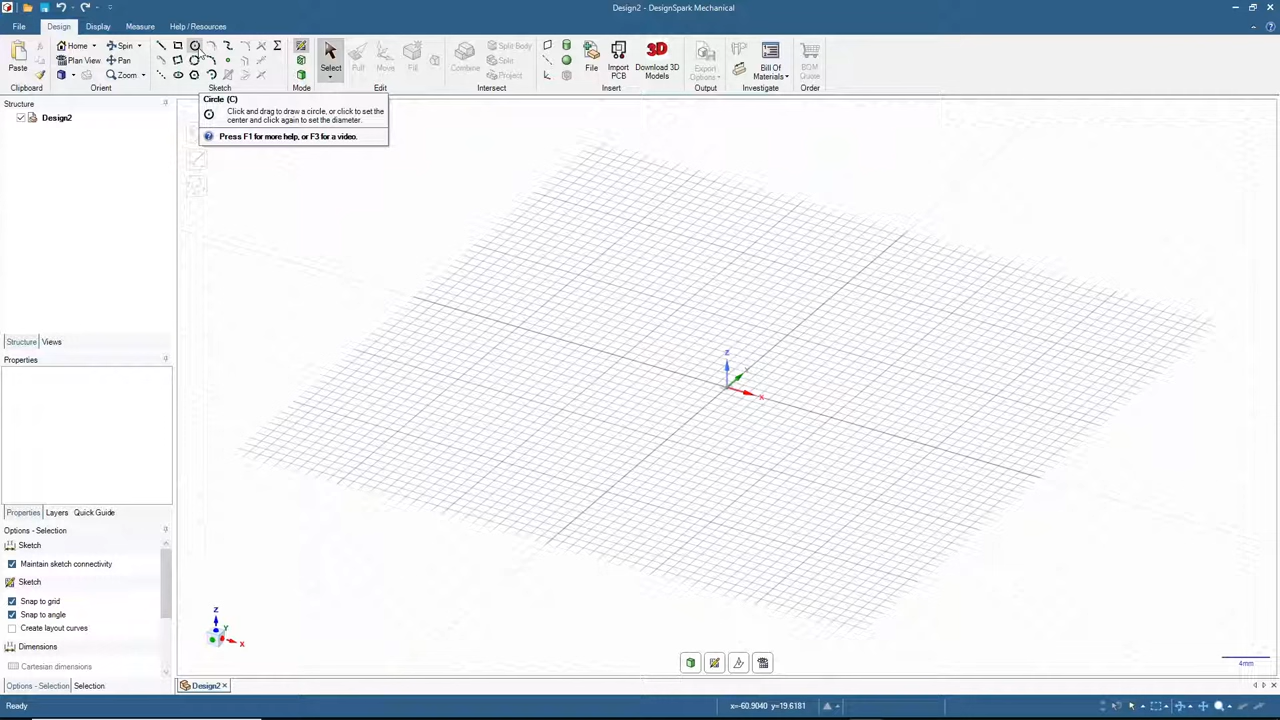 Design2 - DesignSpark Mechanical
File Design Display Measure Help / Resources
Paste
Home Spin
Plan View Pan
Zoom
Select Pull Move Fill
Combine
Split Body
Split
Project
File
Import PCB
Download 3D Models
Bill Of Materials
BOM Quote
Clipboard Orient Sketch Mode Edit Intersect Insert Output Investigate Order
Structure
Design2
Circle (C)
Click and drag to draw a circle, or click to set the
center and click again to set the diameter.
Press F1 for more help, or F3 for a video.
Z
Y
X
Structure Views
Properties
Properties Layers Quick Guide
Options - Selection
Sketch
Maintain sketch connectivity
Sketch
Snap to grid
Snap to angle
Create layout curves
Dimensions
Cartesian dimensions
Options - Selection Selection
Z
Y
X
4mm
Design2
Ready
x=-60.9040 y=19.6181